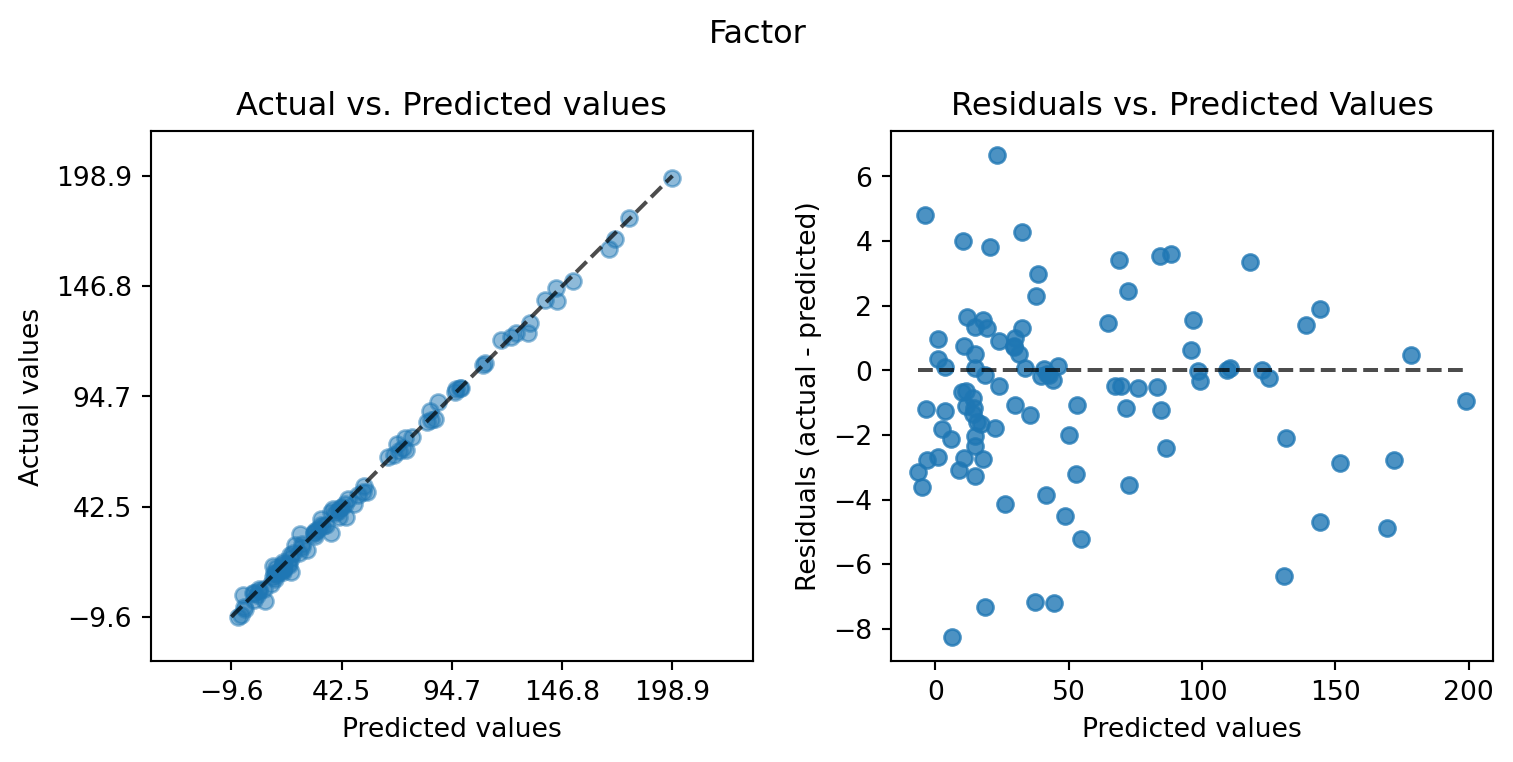 Factor
Actual vs. Predicted values
Actual values
198.9
146.8
94.7
42.5
−9.6
−9.6 42.5 94.7 146.8 198.9
Predicted values
Residuals vs. Predicted Values
Residuals (actual - predicted)
6
4
2
0
−2
−4
−6
−8
0 50 100 150 200
Predicted values